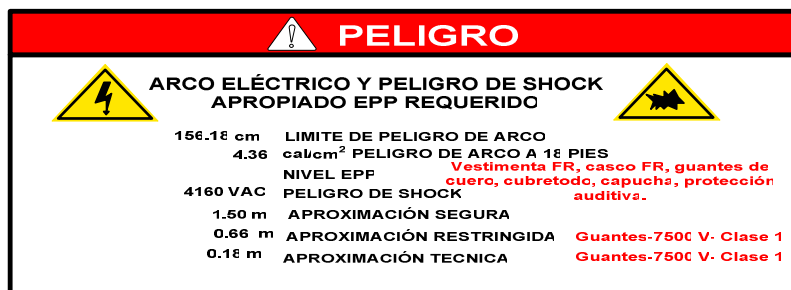 PELIGRO
ARCO ELÉCTRICO Y PELIGRO DE SHOCK
APROPIADO EPP REQUERIDO
156.18 cm LIMITE DE PELIGRO DE ARCO
4.36 cal/cm² PELIGRO DE ARCO A 18 PIES
NIVEL EPP Vestimenta FR, casco FR, guantes de
cuero, cubretodo, capucha, protección
auditiva.
4160 VAC PELIGRO DE SHOCK
1.50 m APROXIMACIÓN SEGURA
0.66 m APROXIMACIÓN RESTRINGIDA Guantes-7500 V- Clase 1
0.18 m APROXIMACIÓN TECNICA Guantes-7500 V- Clase 1